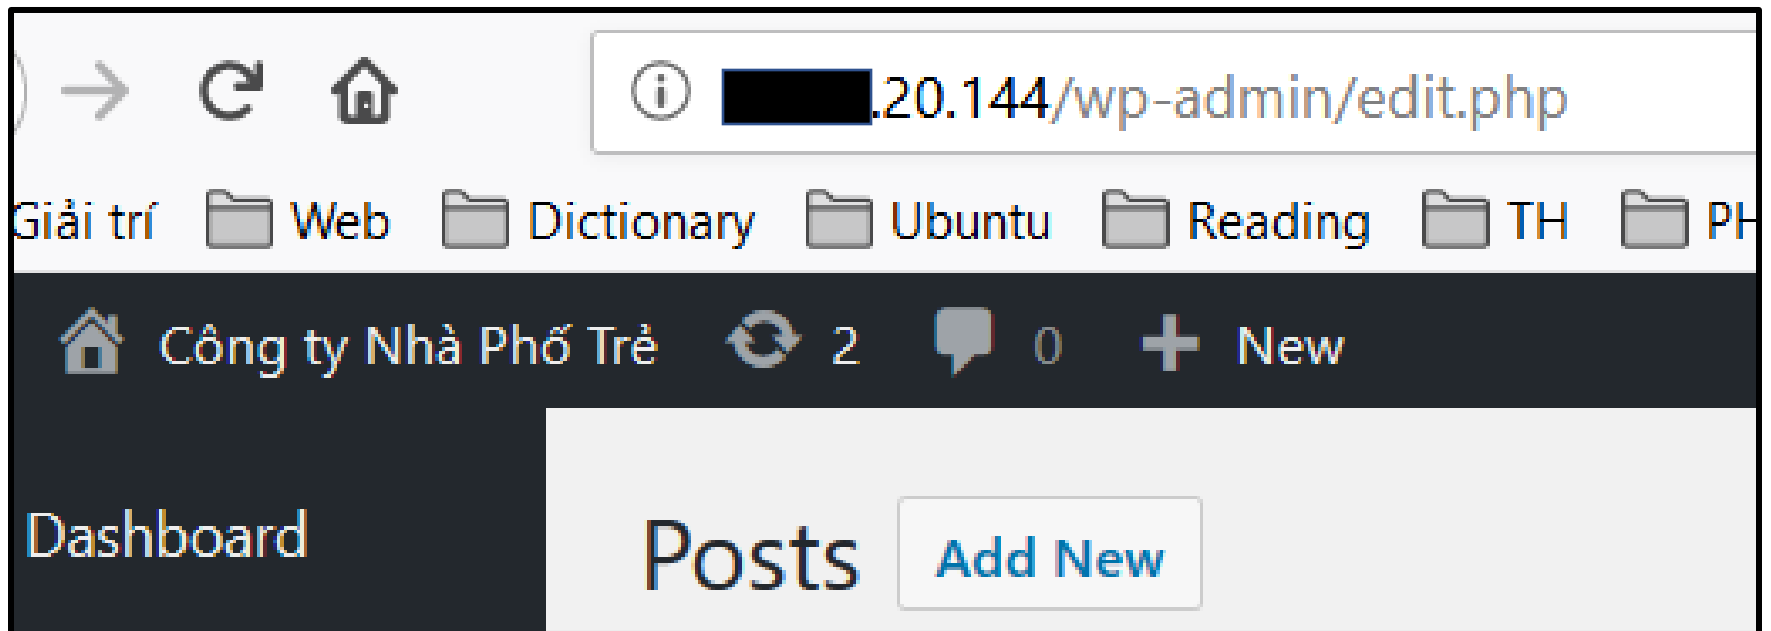 .20.144/wp-admin/edit.php
Giải trí Web Dictionary Ubuntu Reading TH PH
Công ty Nhà Phố Trẻ 2 0 New
Dashboard
Posts Add New